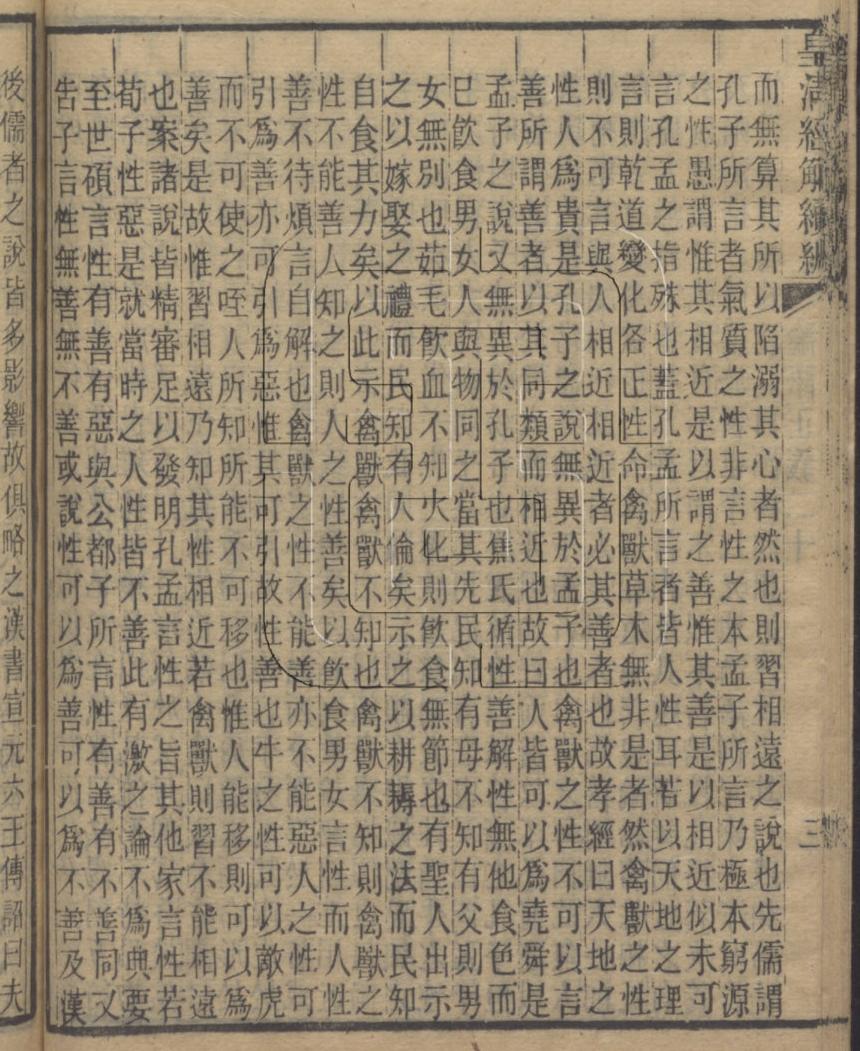 皇清經解續編
三
而無算其所以陷溺其心者然也則習相遠之說也先儒謂
孔子所言者氣質之性非言性之本孟子所言乃極本窮源
之性愚謂惟其相近是以謂之善惟其善是以相近似未可
言孔孟之指殊也蓋孔孟所言者皆人性耳若以天地之理
言則乾道變化各正性命禽獸草木無非是者然禽獸之性
則不可言與人相近相近者必其善者也故孝經曰天地之
性人爲貴是孔子之說無異於孟子也禽獸之性不可以言
善所謂善者以其同類而相近也故曰人皆可以爲堯舜是
孟子之說又無異於孔子也焦氏循性善解性無他食色而
已飲食男女人與物同之當其先民知有母不知有父則男
女無別也茹毛飲血不知火化則飲食無節也有聖人出示
之以嫁娶之禮而民知有人倫矣示之以耕耨之法而民知
自食其力矣以此示禽獸禽獸不知也禽獸不知則禽獸之
性不能善人知之則人之性善矣以飲食男女言性而人性
善不待煩言自解也禽獸之性不能善亦不能惡人之性可
引爲善亦可引爲惡惟其可引故性善也牛之性可以敵虎
而不可使之咥人所知所能不可移也惟人能移則可以爲
善矣是故惟習相遠乃知其性相近若禽獸則習不能相遠
也案諸說皆精審足以發明孔孟言性之旨其他家言性若
荀子性惡是就當時之人性皆不善此有激之論不爲典要
至世碩言性有善有惡與公都子所言性有善有不善同又
告子言性無善無不善或說性可以爲善可以爲不善及漢
後儒者之說皆多影響故俱略之漢書宣元六王傳詔曰夫